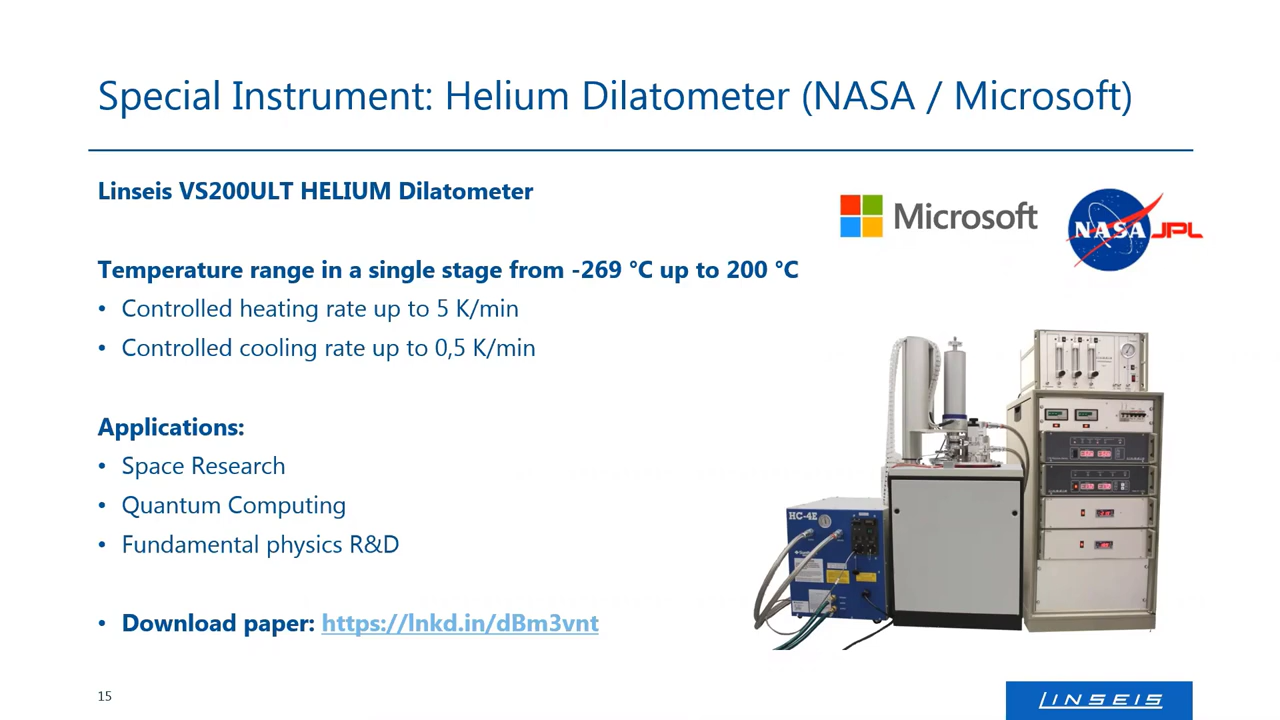 Special Instrument: Helium Dilatometer (NASA / Microsoft)
Linseis VS200ULT HELIUM Dilatometer
Microsoft
NASA JPL
Temperature range in a single stage from -269 °C up to 200 °C
• Controlled heating rate up to 5 K/min
• Controlled cooling rate up to 0,5 K/min
Applications:
• Space Research
• Quantum Computing
• Fundamental physics R&D
HC-4E
• Download paper: https://lnkd.in/dBm3vnt
15
LINSEIS